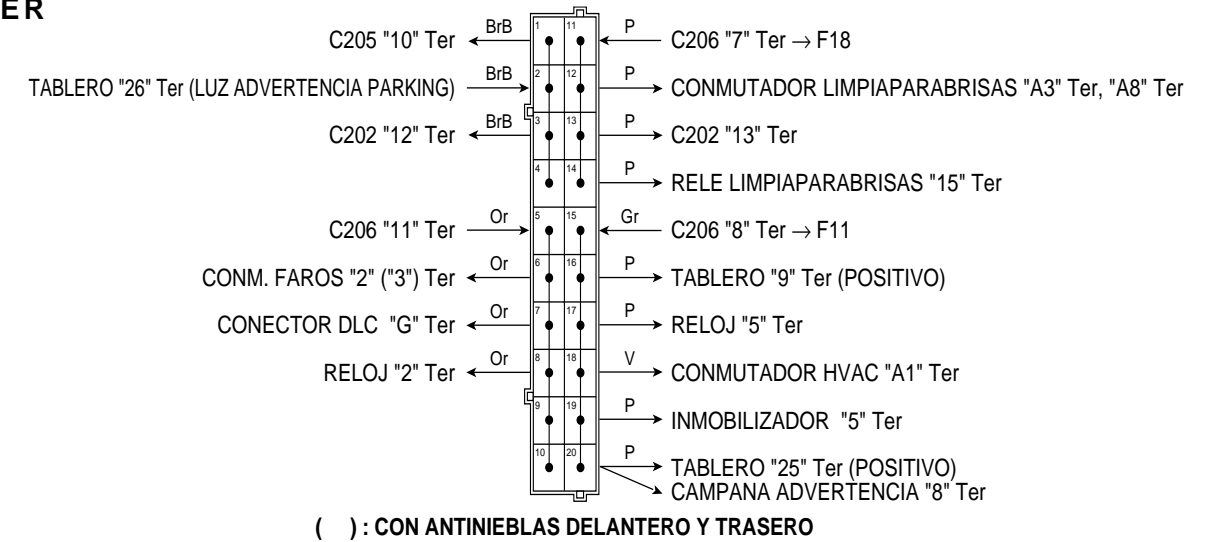 ER
C205 "10" Ter BrB 1 11 P C206 "7" Ter → F18
TABLERO "26" Ter (LUZ ADVERTENCIA PARKING) BrB 2 12 P CONMUTADOR LIMPIAPARABRISAS "A3" Ter, "A8" Ter
C202 "12" Ter BrB 3 13 P C202 "13" Ter
4 14 P RELE LIMPIAPARABRISAS "15" Ter
C206 "11" Ter Or 5 15 Gr C206 "8" Ter → F11
CONM. FAROS "2" ("3") Ter Or 6 16 P TABLERO "9" Ter (POSITIVO)
CONECTOR DLC "G" Ter Or 7 17 P RELOJ "5" Ter
RELOJ "2" Ter Or 8 18 V CONMUTADOR HVAC "A1" Ter
9 19 P INMOBILIZADOR "5" Ter
10 20 P TABLERO "25" Ter (POSITIVO)
CAMPANA ADVERTENCIA "8" Ter
( ) : CON ANTINIEBLAS DELANTERO Y TRASERO